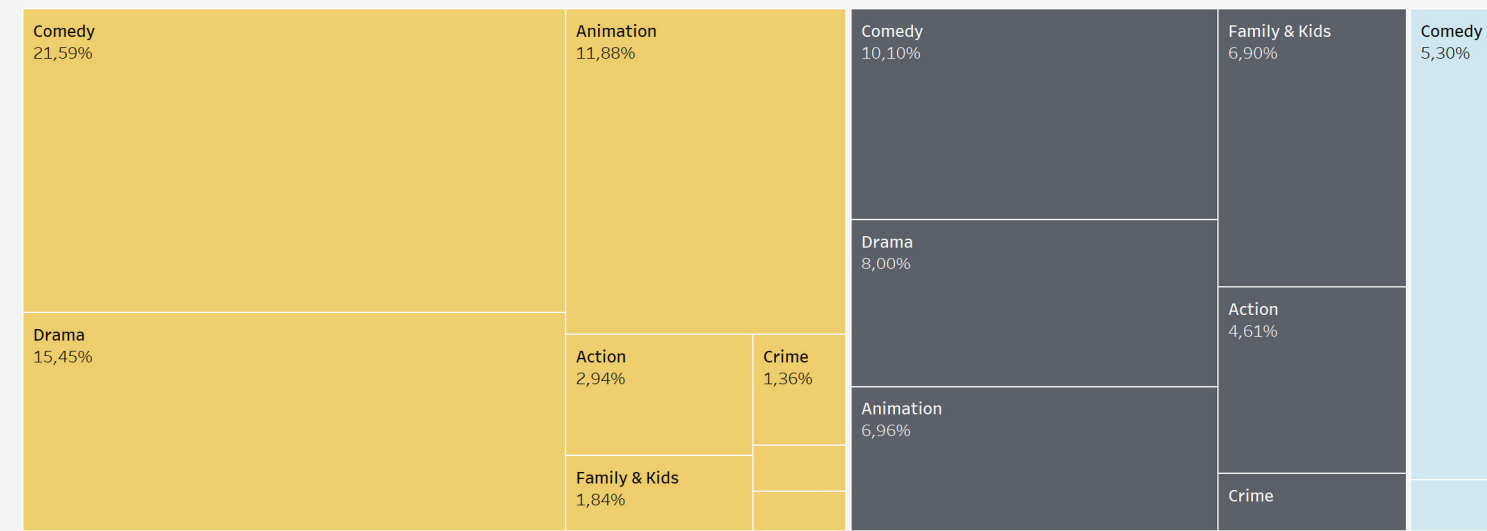 Comedy
21,59%
Drama
15,45%
Animation
11,88%
Action
2,94%
Family & Kids
1,84%
Crime
1,36%
Comedy
10,10%
Drama
8,00%
Animation
6,96%
Family & Kids
6,90%
Action
4,61%
Crime
Comedy
5,30%